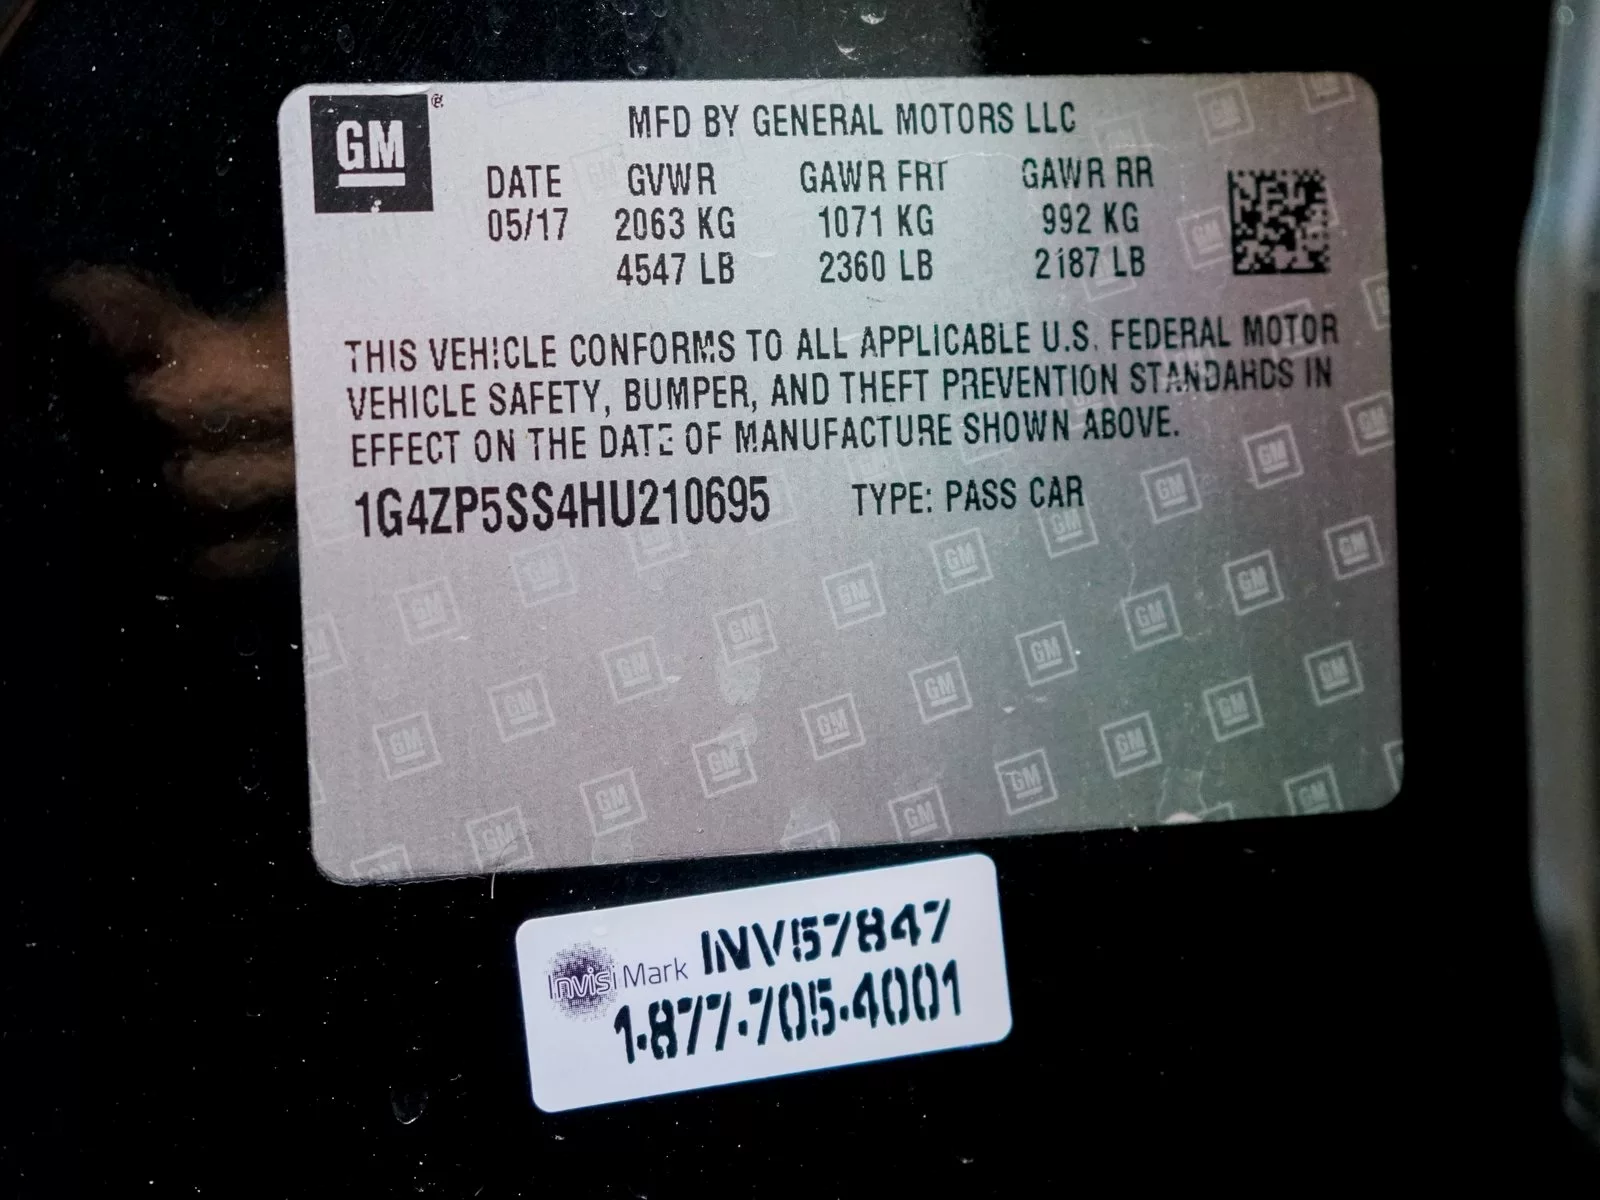 GM
MFD BY GENERAL MOTORS LLC
DATE GVWR GAWR FRT GAWR RR
05/17 2063 KG 1071 KG 992 KG
4547 LB 2360 LB 2187 LB
THIS VEHICLE CONFORMS TO ALL APPLICABLE U.S. FEDERAL MOTOR
VEHICLE SAFETY, BUMPER, AND THEFT PREVENTION STANDARDS IN
EFFECT ON THE DATE OF MANUFACTURE SHOWN ABOVE.
1G4ZP5SS4HU210695 TYPE: PASS CAR
InvisiMark INV57847
1-877-705-4001